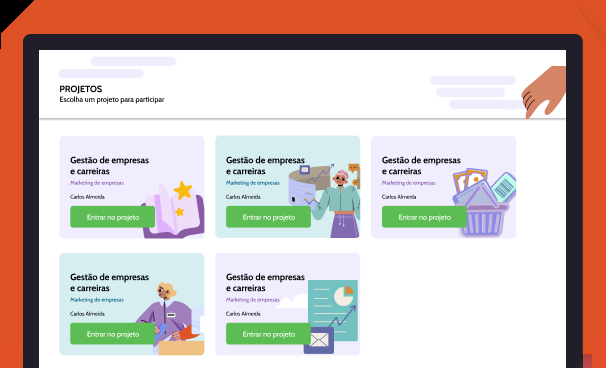 PROJETOS
Escolha um projeto para participar
Gestão de empresas
e carreiras
Marketing de empresas
Carlos Almeida
Entrar no projeto
Gestão de empresas
e carreiras
Marketing de empresas
Carlos Almeida
Entrar no projeto
Gestão de empresas
e carreiras
Marketing de empresas
Carlos Almeida
Entrar no projeto
Gestão de empresas
e carreiras
Marketing de empresas
Carlos Almeida
Entrar no projeto
Gestão de empresas
e carreiras
Marketing de empresas
Carlos Almeida
Entrar no projeto